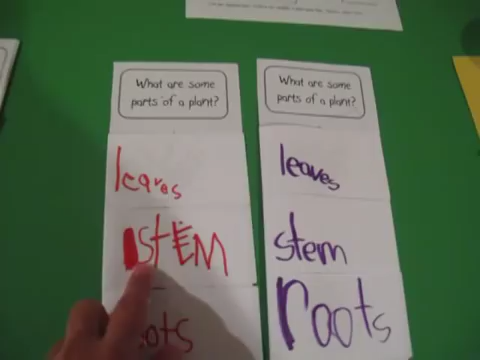 What are some
parts of a plant?
leaves
STEM
What are some
parts of a plant?
leaves
stem
roots